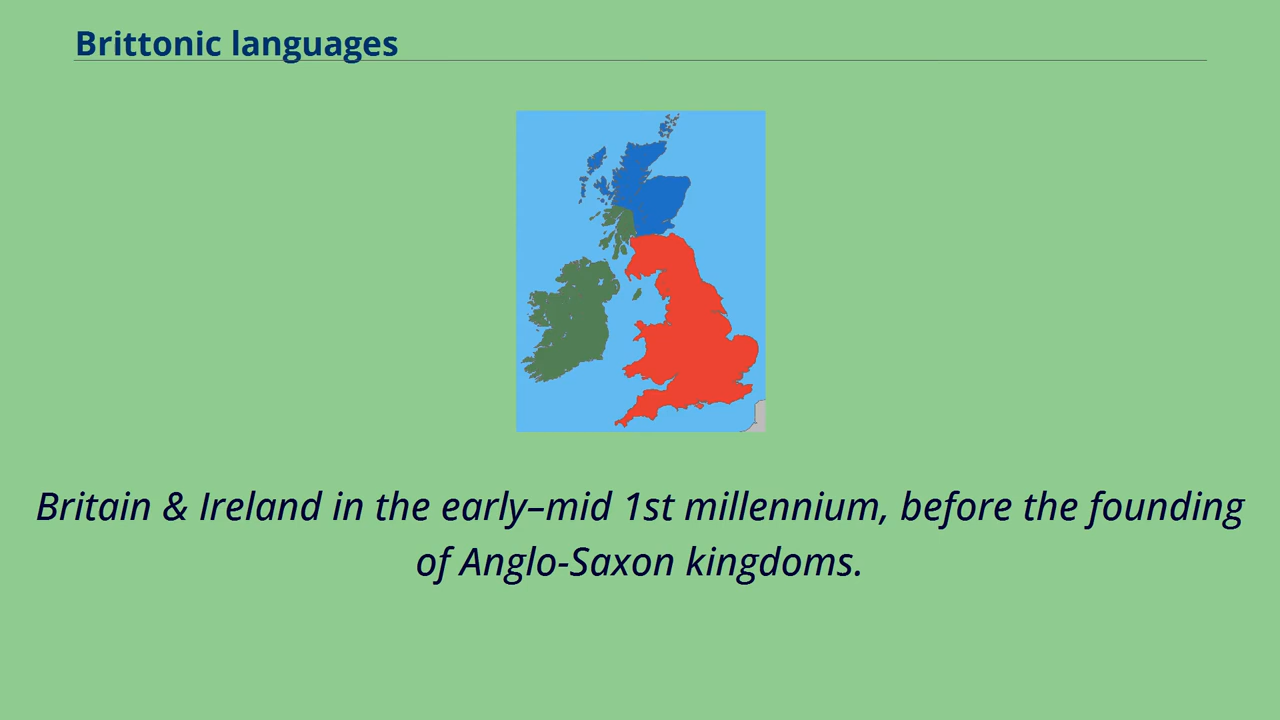 Brittonic languages
Britain & Ireland in the early–mid 1st millennium, before the founding
of Anglo-Saxon kingdoms.